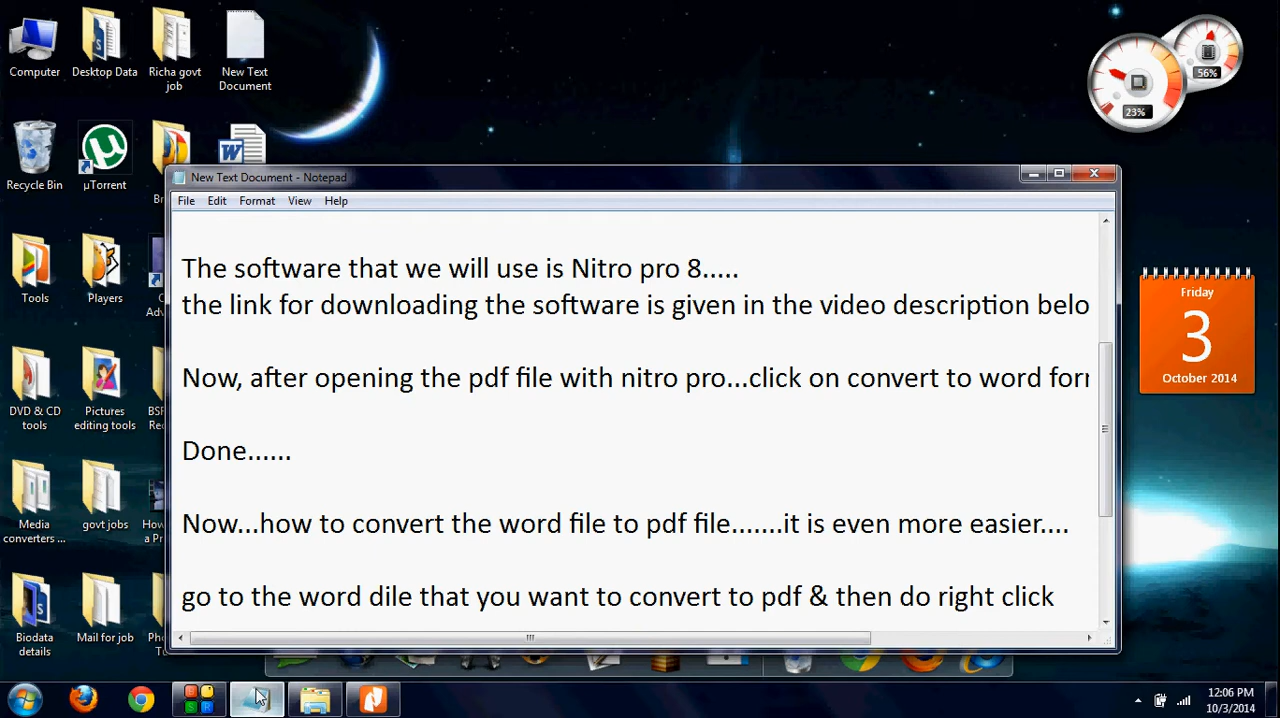 Computer
Desktop Data
Richa govt
job
New Text
Document
56%
23%
Recycle Bin
µTorrent
New Text Document - Notepad
File Edit Format View Help
The software that we will use is Nitro pro 8.....
the link for downloading the software is given in the video description belo
Now, after opening the pdf file with nitro pro...click on convert to word for
Done......
Now...how to convert the word file to pdf file.......it is even more easier....
go to the word dile that you want to convert to pdf & then do right click
Tools
Players
Adv
Friday
3
October 2014
DVD & CD
tools
Pictures
editing tools
Media
converters ...
govt jobs
How
a Pr
Biodata
details
Mail for job
Pho
12:06 PM
10/3/2014